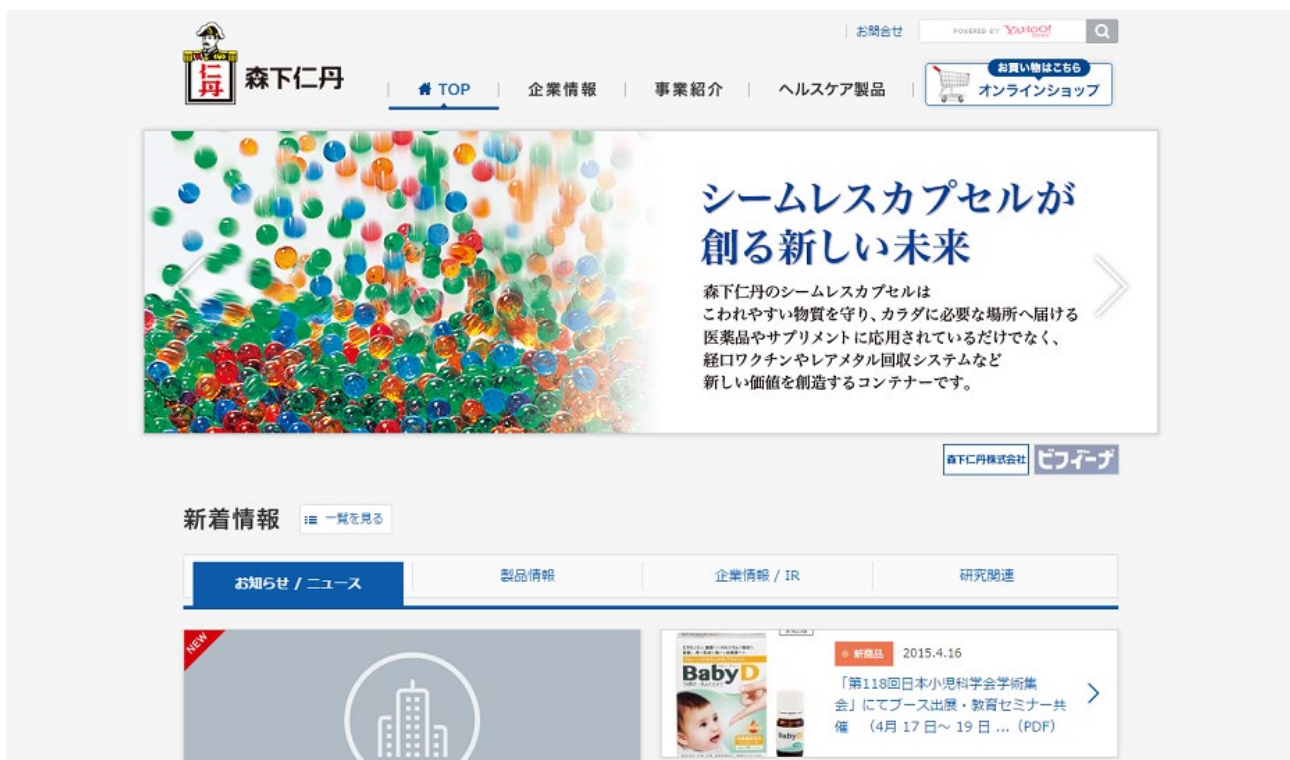 お問合せ
POWERED BY YAHOO! JAPAN
仁丹
森下仁丹
TOP
企業情報
事業紹介
ヘルスケア製品
お買い物はこちら
オンラインショップ
シームレスカプセルが
創る新しい未来
森下仁丹のシームレスカプセルは
こわれやすい物質を守り、カラダに必要な場所へ届ける
医薬品やサプリメントに応用されているだけでなく、
経口ワクチンやレアメタル回収システムなど
新しい価値を創造するコンテナーです。
森下仁丹株式会社
ビフィーナ
新着情報
一覧を見る
お知らせ / ニュース
製品情報
企業情報 / IR
研究関連
NEW
BabyD
新商品
2015.4.16
「第118回日本小児科学会学術集
会」にてブース出展・教育セミナー共
催 （4月 17 日～ 19 日 ...（PDF）